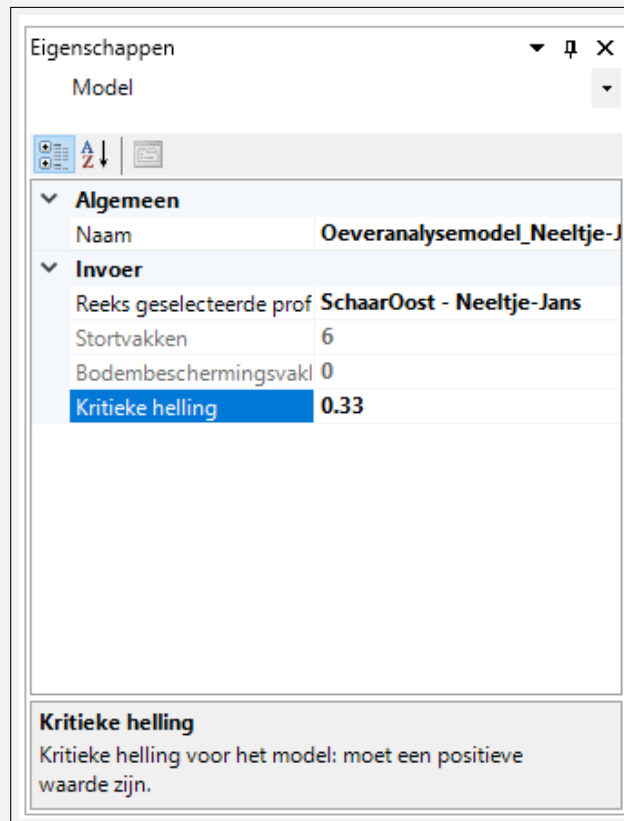 Eigenschappen
Model
Algemeen
Naam Oeveranalysemodel_Neeltje-J
Invoer
Reeks geselecteerde prof SchaarOost - Neeltje-Jans
Stortvakken 6
Bodembeschermingsvakl 0
Kritieke helling 0.33
Kritieke helling
Kritieke helling voor het model: moet een positieve
waarde zijn.